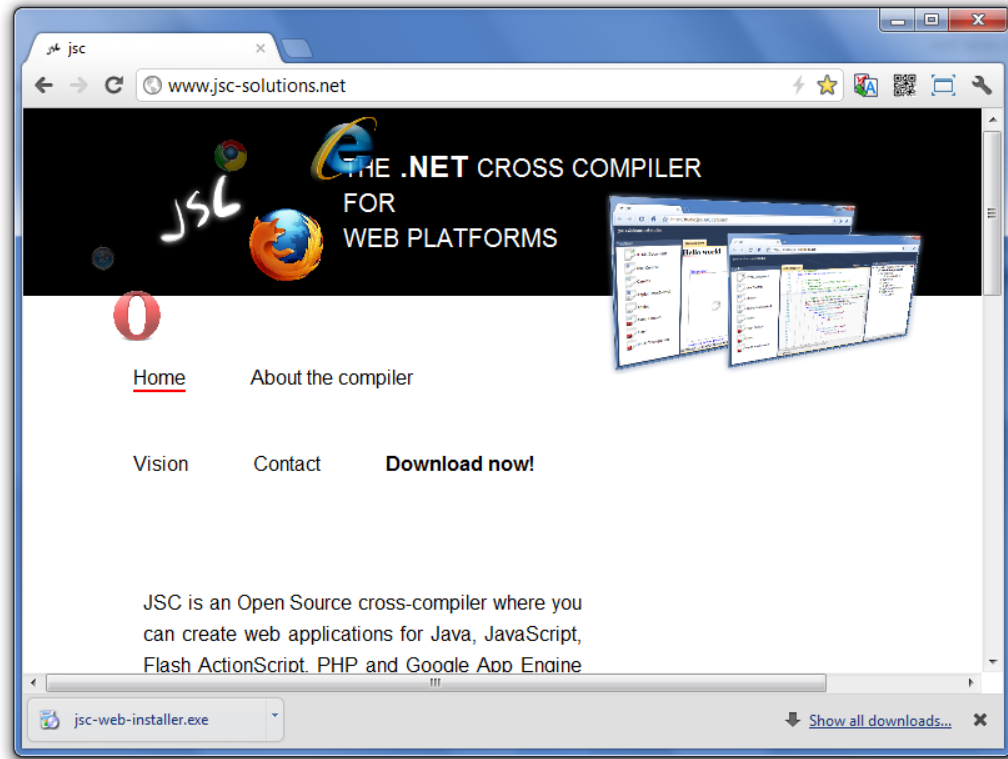 jsc
www.jsc-solutions.net
jsc
THE .NET CROSS COMPILER
FOR
WEB PLATFORMS
Hello world
Home About the compiler
Vision Contact Download now!
JSC is an Open Source cross-compiler where you
can create web applications for Java, JavaScript,
Flash ActionScript, PHP and Google App Engine
jsc-web-installer.exe
Show all downloads...